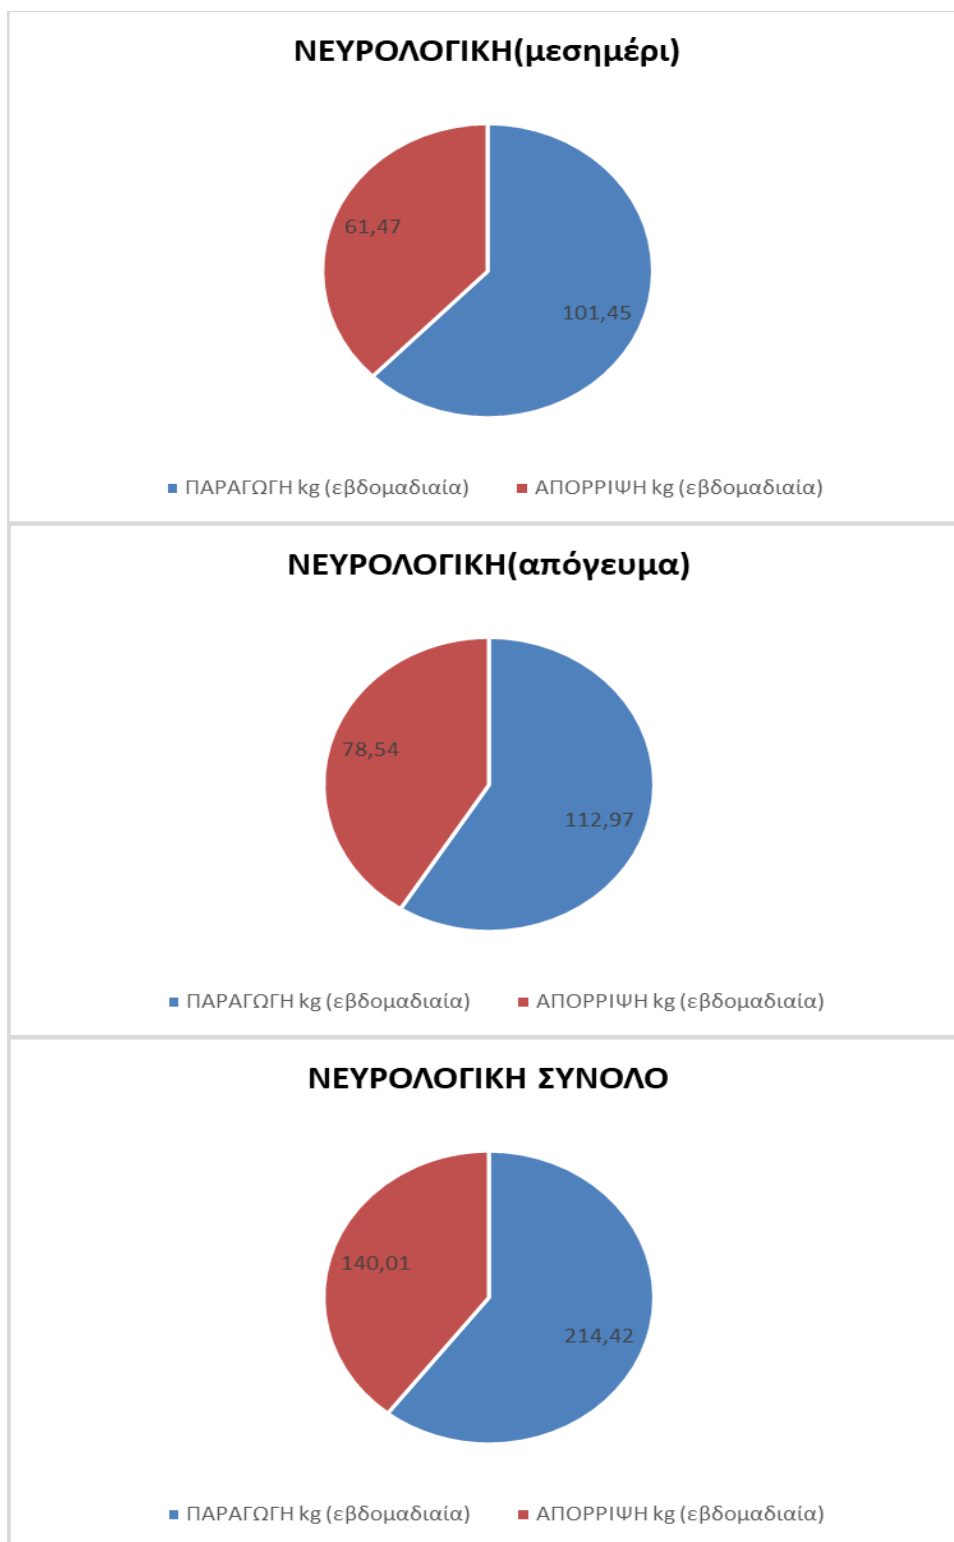 ΝΕΥΡΟΛΟΓΙΚΗ(μεσημέρι)
61,47
101,45
ΠΑΡΑΓΩΓΗ kg (εβδομαδιαία) ΑΠΟΡΡΙΨΗ kg (εβδομαδιαία)
ΝΕΥΡΟΛΟΓΙΚΗ(απόγευμα)
78,54
112,97
ΠΑΡΑΓΩΓΗ kg (εβδομαδιαία) ΑΠΟΡΡΙΨΗ kg (εβδομαδιαία)
ΝΕΥΡΟΛΟΓΙΚΗ ΣΥΝΟΛΟ
140,01
214,42
ΠΑΡΑΓΩΓΗ kg (εβδομαδιαία) ΑΠΟΡΡΙΨΗ kg (εβδομαδιαία)